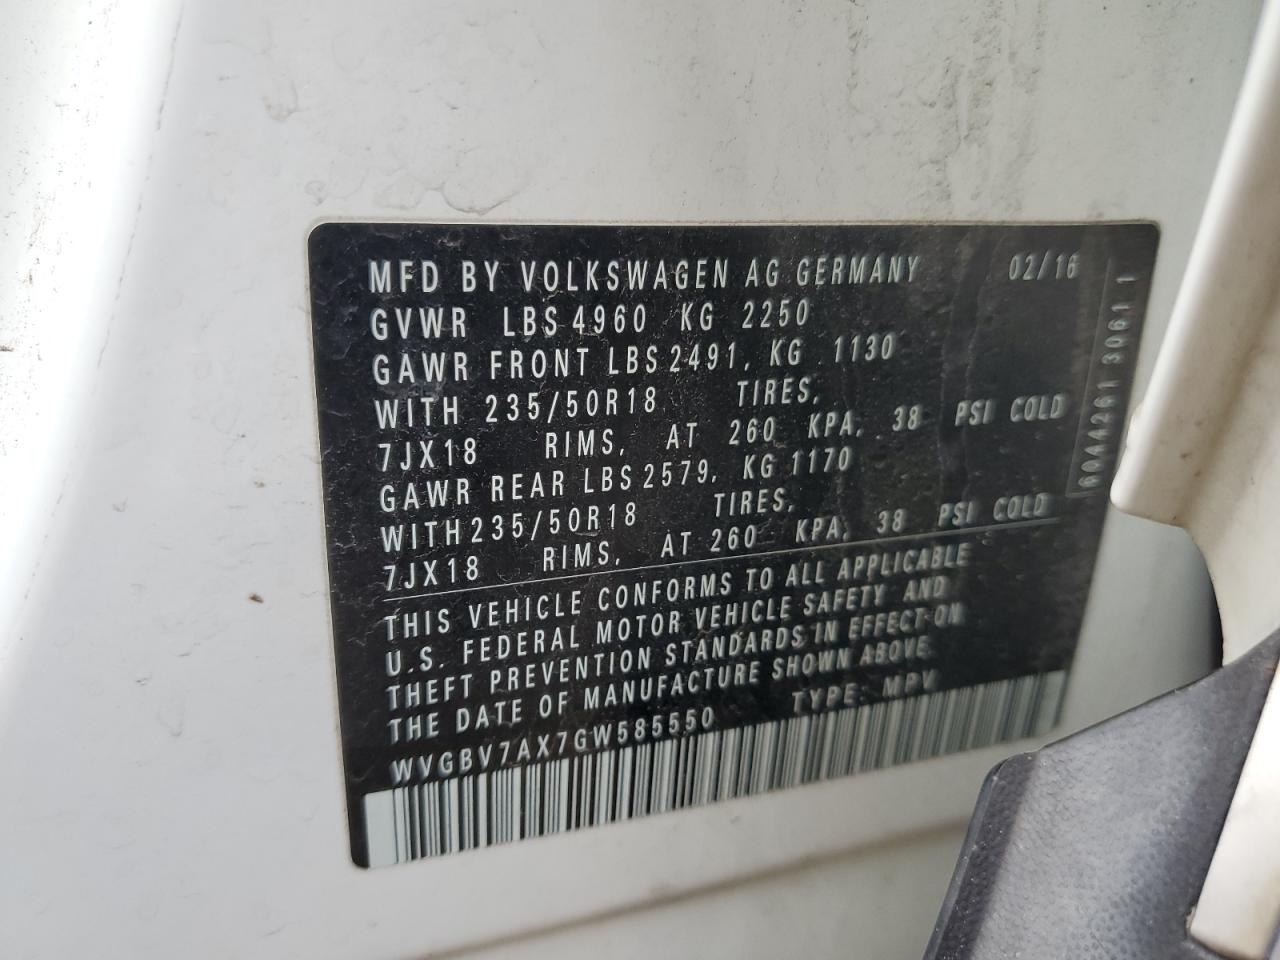 MFD BY VOLKSWAGEN AG GERMANY 02/16
GVWR LBS 4960 KG 2250
GAWR FRONT LBS 2491, KG 1130
WITH 235/50R18 TIRES,
7JX18 RIMS, AT 260 KPA, 38 PSI COLD
GAWR REAR LBS 2579, KG 1170
WITH 235/50R18 TIRES,
7JX18 RIMS, AT 260 KPA, 38 PSI COLD
THIS VEHICLE CONFORMS TO ALL APPLICABLE
U.S. FEDERAL MOTOR VEHICLE SAFETY AND
THEFT PREVENTION STANDARDS IN EFFECT ON
THE DATE OF MANUFACTURE SHOWN ABOVE.
WVGBV7AX7GW585550 TYPE: MPV
6044261 3061 1